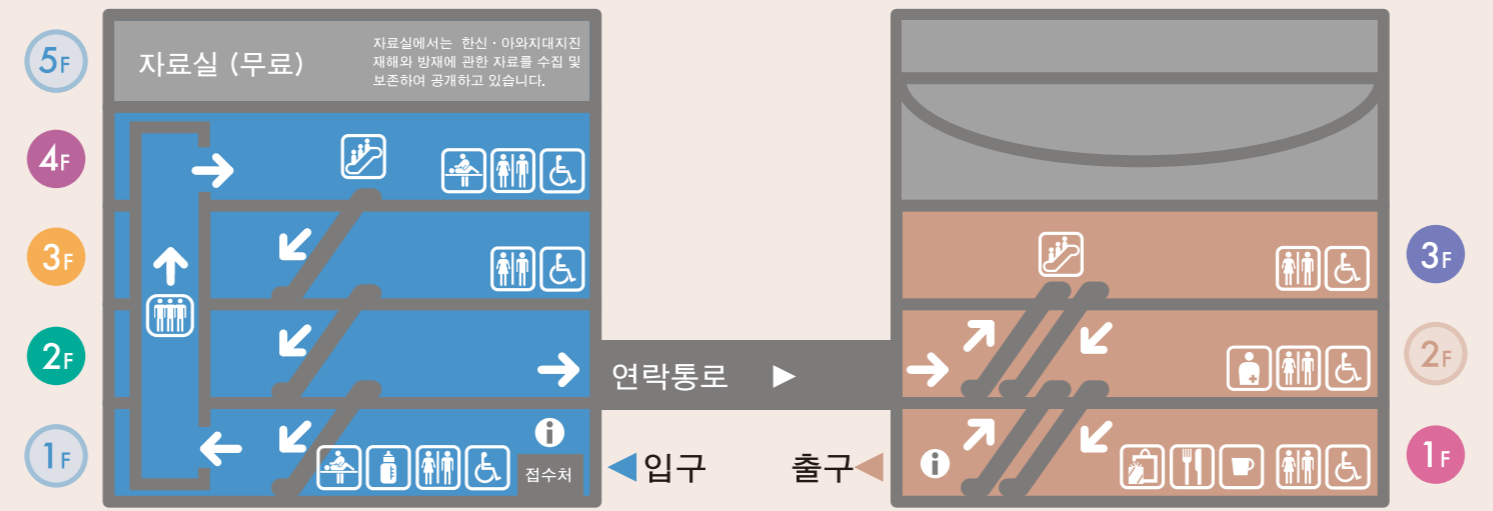 5F
자료실 (무료)
자료실에서는 한신 · 아와지대지진
재해와 방재에 관한 자료를 수집 및
보존하여 공개하고 있습니다.
4F
3F
3F
2F
연락통로 ▶
2F
1F
i
접수처
◀입구
출구◀
i
1F